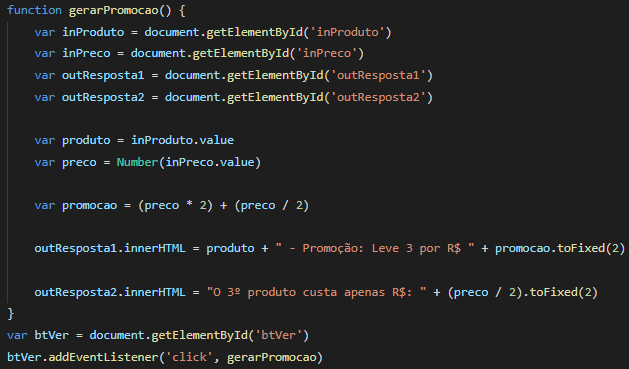 function gerarPromocao() {
    var inProduto = document.getElementById('inProduto')
    var inPreco = document.getElementById('inPreco')
    var outResposta1 = document.getElementById('outResposta1')
    var outResposta2 = document.getElementById('outResposta2')

    var produto = inProduto.value
    var preco = Number(inPreco.value)

    var promocao = (preco * 2) + (preco / 2)

    outResposta1.innerHTML = produto + " - Promoção: Leve 3 por R$ " + promocao.toFixed(2)

    outResposta2.innerHTML = "O 3º produto custa apenas R$: " + (preco / 2).toFixed(2)
}
var btVer = document.getElementById('btVer')
btVer.addEventListener('click', gerarPromocao)